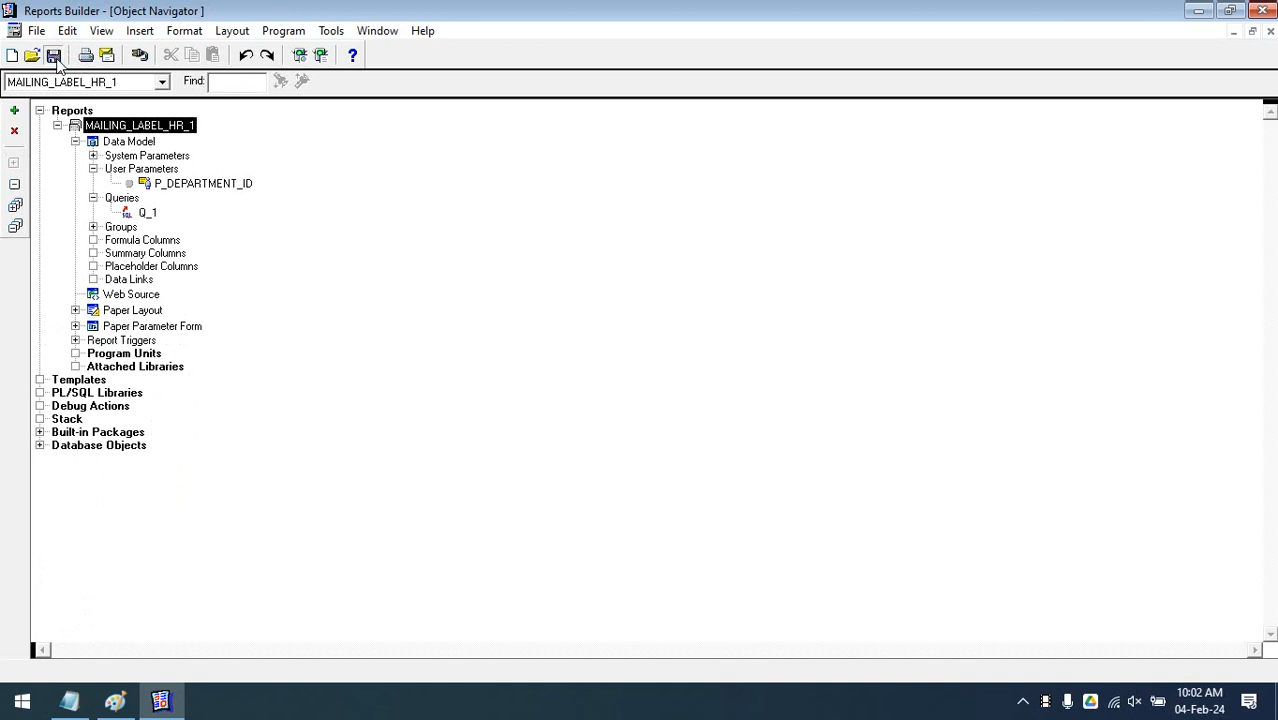 Reports Builder - [Object Navigator ]
File Edit View Insert Format Layout Program Tools Window Help
MAILING_LABEL_HR_1 Find:
Reports
MAILING_LABEL_HR_1
Data Model
System Parameters
User Parameters
P_DEPARTMENT_ID
Queries
Q_1
Groups
Formula Columns
Summary Columns
Placeholder Columns
Data Links
Web Source
Paper Layout
Paper Parameter Form
Report Triggers
Program Units
Attached Libraries
Templates
PL/SQL Libraries
Debug Actions
Stack
Built-in Packages
Database Objects
10:02 AM
04-Feb-24